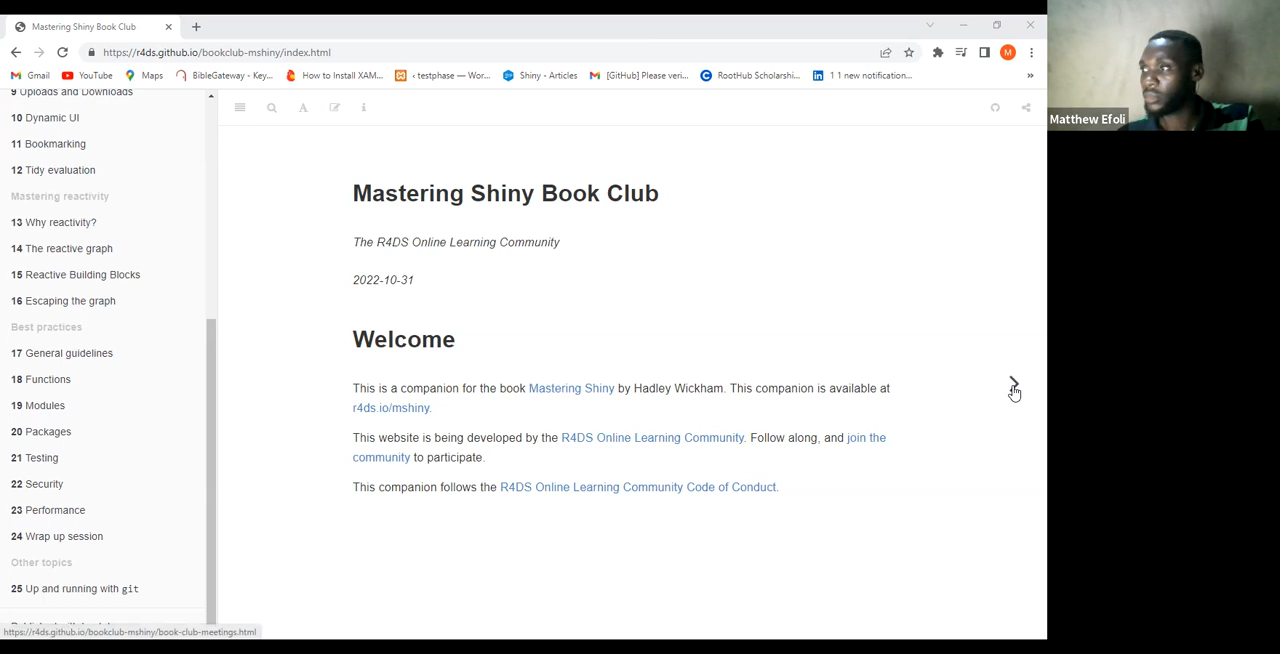 Mastering Shiny Book Club
https://r4ds.github.io/bookclub-mshiny/index.html
Gmail
YouTube
Maps
BibleGateway - Key...
How to Install XAM...
‹ testphase — Wor...
Shiny - Articles
[GitHub] Please veri...
RootHub Scholarshi...
1 1 new notification...
M
»
9 Uploads and Downloads
10 Dynamic UI
11 Bookmarking
12 Tidy evaluation
Mastering reactivity
13 Why reactivity?
14 The reactive graph
15 Reactive Building Blocks
16 Escaping the graph
Best practices
17 General guidelines
18 Functions
19 Modules
20 Packages
21 Testing
22 Security
23 Performance
24 Wrap up session
Other topics
25 Up and running with git
https://r4ds.github.io/bookclub-mshiny/book-club-meetings.html
Mastering Shiny Book Club
The R4DS Online Learning Community
2022-10-31
Welcome
This is a companion for the book Mastering Shiny by Hadley Wickham. This companion is available at
r4ds.io/mshiny.
This website is being developed by the R4DS Online Learning Community. Follow along, and join the
community to participate.
This companion follows the R4DS Online Learning Community Code of Conduct.
Matthew Efoli